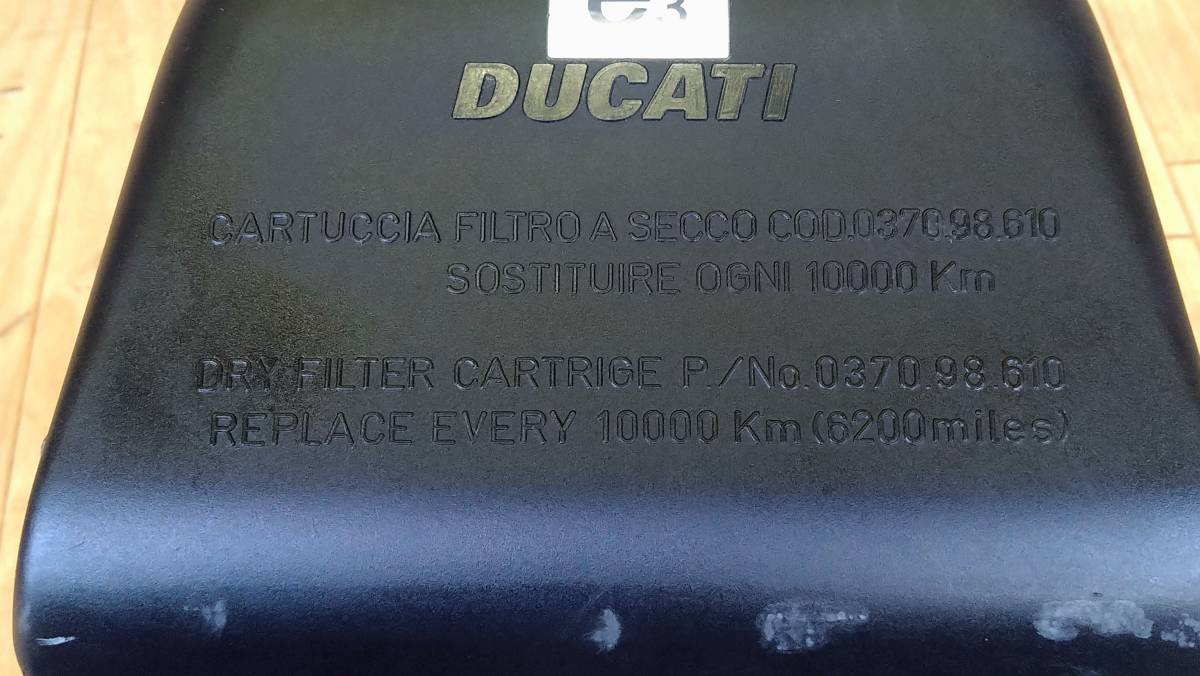 e3
DUCATI
CARTUCCIA FILTRO A SECCO COD.0370.98.610
SOSTITUIRE OGNI 10000 Km
DRY FILTER CARTRIGE P./No.0370.98.610
REPLACE EVERY 10000 Km (6200miles)